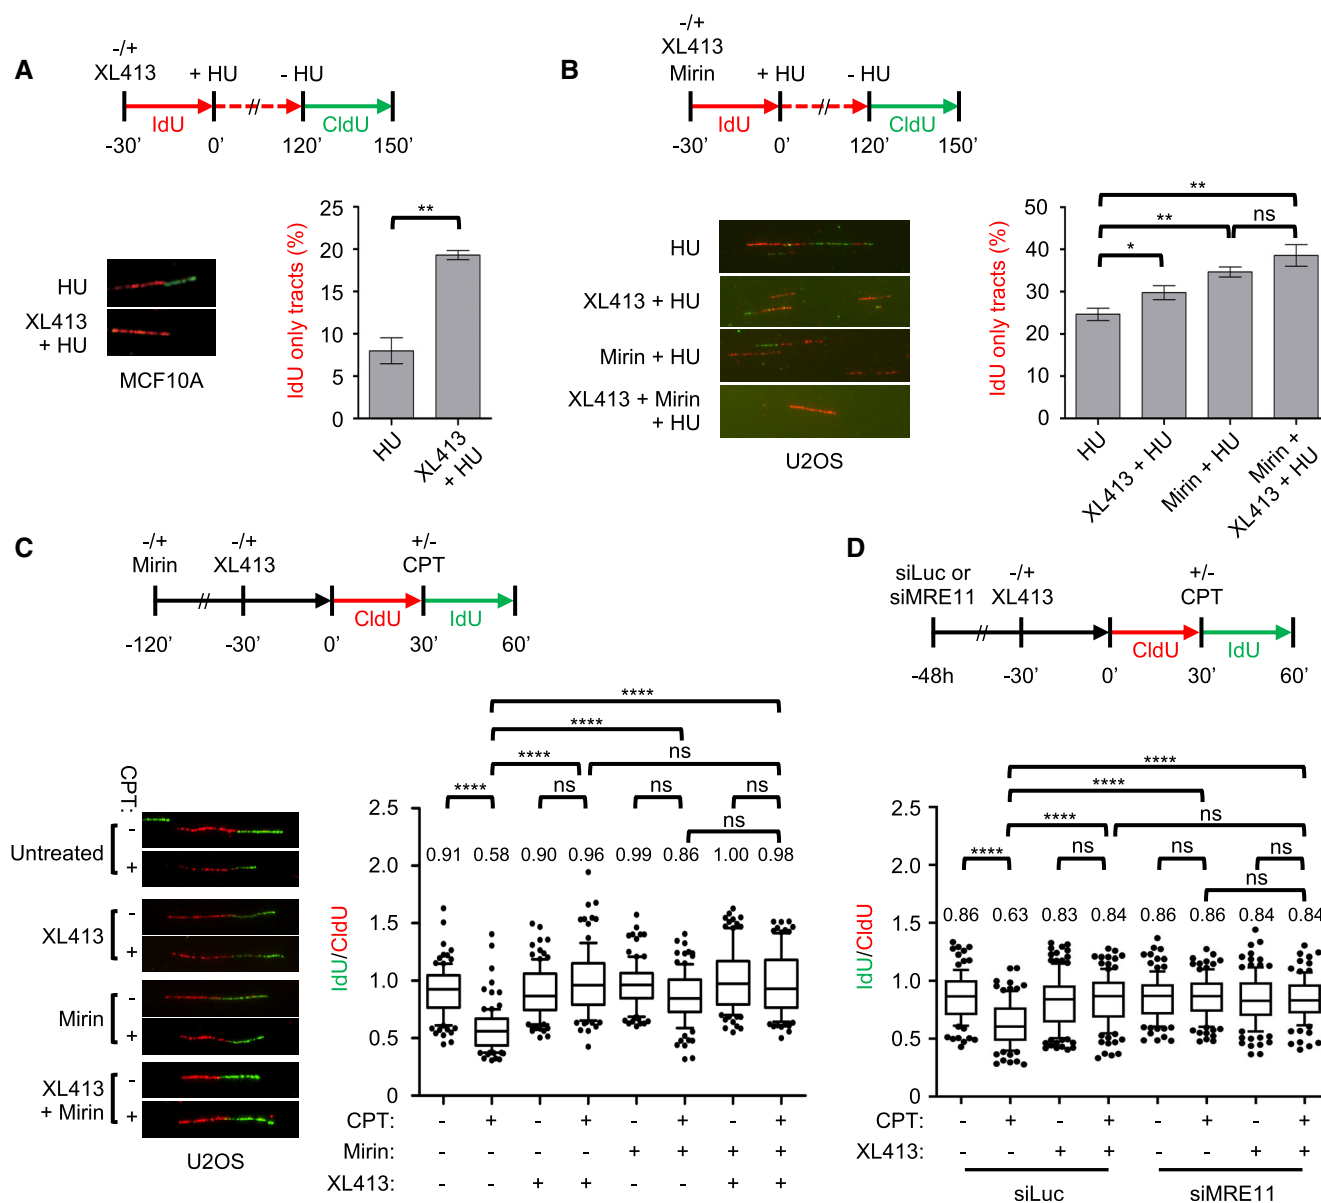 A
-/+
XL413
+ HU
- HU
IdU
CldU
-30'
0'
120'
150'
HU
XL413
+ HU
MCF10A
IdU only tracts (%)
25
20
15
10
5
0
**
HU
XL413
+ HU
B
-/+
XL413
Mirin
+ HU
- HU
IdU
CldU
-30'
0'
120'
150'
HU
XL413 + HU
Mirin + HU
XL413 + Mirin
+ HU
U2OS
IdU only tracts (%)
50
40
30
20
10
0
**
**
ns
*
HU
XL413 + HU
Mirin + HU
Mirin +
XL413 + HU
C
-/+
Mirin
-/+
XL413
+/-
CPT
CldU
IdU
-120'
-30'
0'
30'
60'
CPT:
Untreated
-
+
XL413
-
+
Mirin
-
+
XL413
+ Mirin
-
+
U2OS
IdU/CldU
2.5
2.0
1.5
1.0
0.5
0
****
****
**** ns
**** ns ns ns
ns
0.91 0.58 0.90 0.96 0.99 0.86 1.00 0.98
CPT: - + - + - + - +
Mirin: - - - - + + + +
XL413: - - + + - - + +
D
siLuc or
siMRE11
-/+
XL413
+/-
CPT
CldU
IdU
-48h
-30'
0'
30'
60'
IdU/CldU
2.5
2.0
1.5
1.0
0.5
0
****
****
**** ns
**** ns ns ns
ns
0.86 0.63 0.83 0.84 0.86 0.86 0.84 0.84
CPT: - + - + - + - +
XL413: - - + + - - + +
siLuc
siMRE11